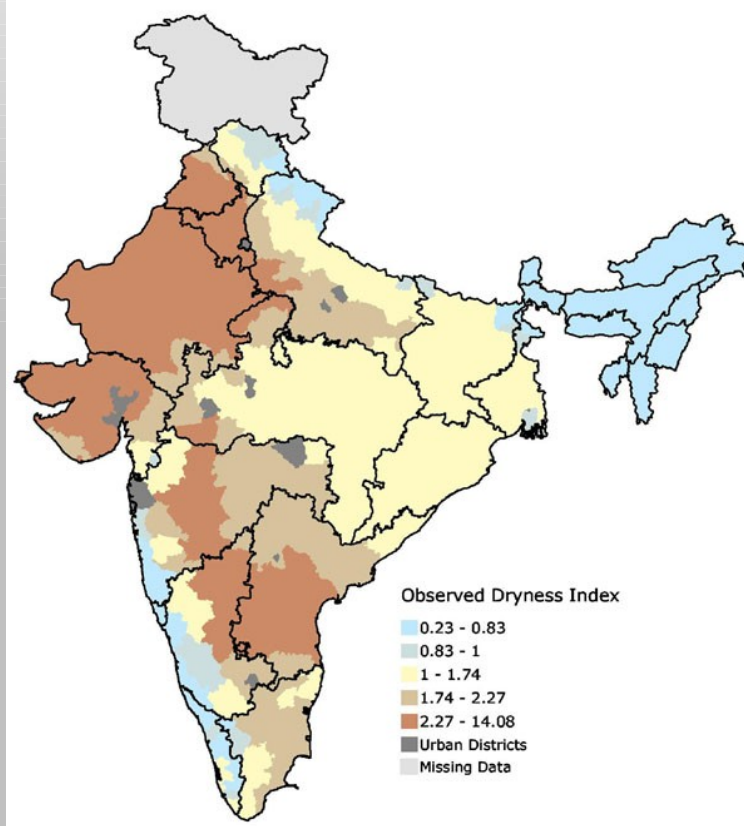 Observed Dryness Index
0.23 - 0.83
0.83 - 1
1 - 1.74
1.74 - 2.27
2.27 - 14.08
Urban Districts
Missing Data